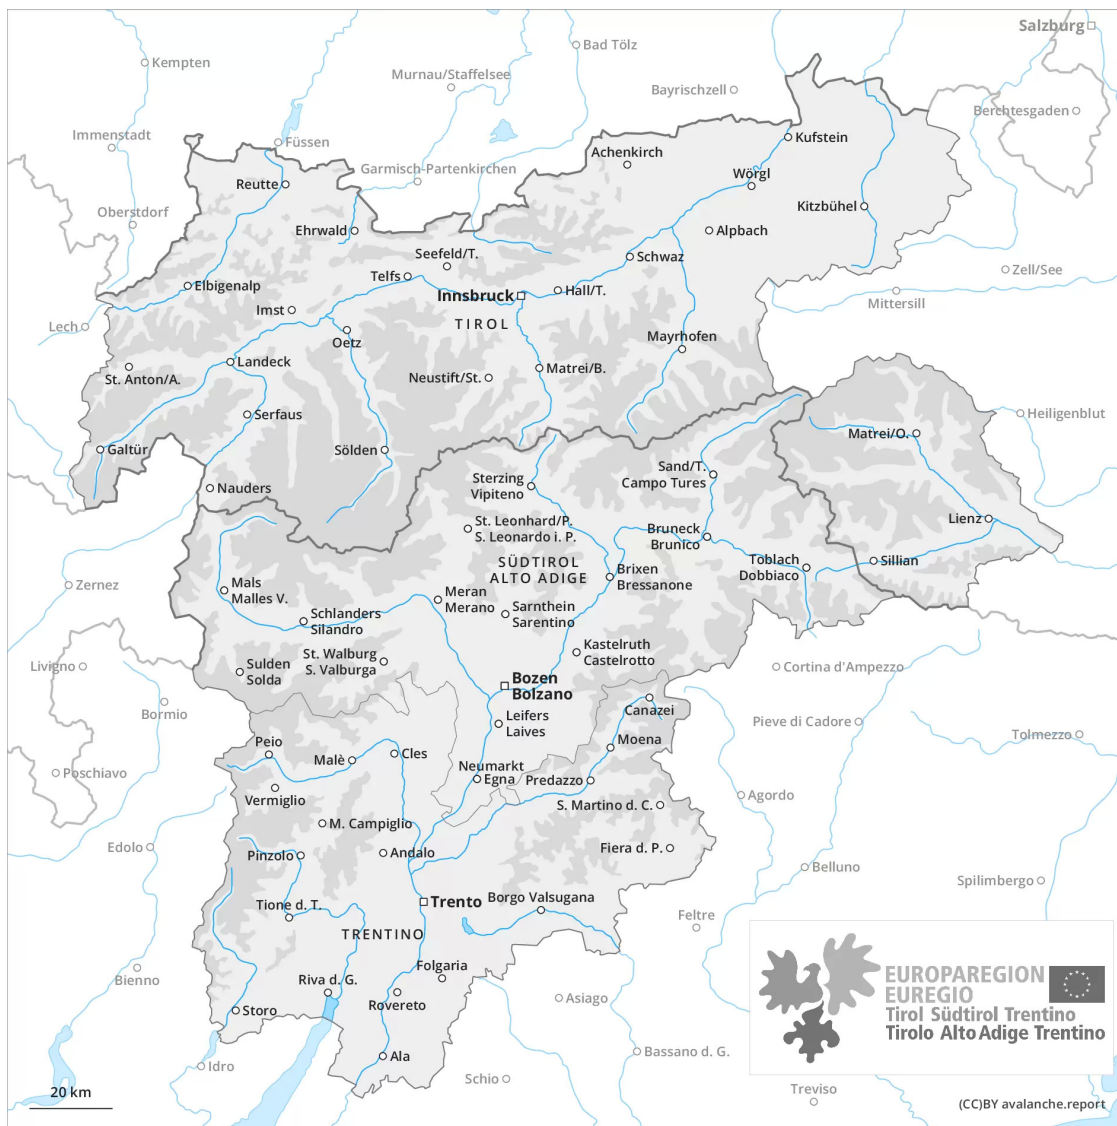 Salzburg
Bad Tölz
Kempten
Murnau/Staffelsee
Bayrischzell
Berchtesgaden
Immenstadt
Füssen
Kufstein
Achenkirch
Garmisch-Partenkirchen
Wörgl
Reutte
Kitzbühel
Oberstdorf
Ehrwald
Alpbach
Seefeld/T.
Schwaz
Zell/See
Telfs
Elbigenalp
Hall/T.
Innsbruck
Mittersill
Imst
TIROL
Lech
Oetz
Mayrhofen
Landeck
Matrei/B.
St. Anton/A.
Neustift/St.
Serfaus
Heiligenblut
Matrei/O.
Galtür
Sölden
Sand/T.
Campo Tures
Sterzing
Vipiteno
Nauders
Lienz
St. Leonhard/P.
S. Leonardo i. P.
Bruneck
Brunico
SÜDTIROL
ALTO ADIGE
Toblach
Dobbiaco
Sillian
Brixen
Bressanone
Zernez
Mals
Malles V.
Meran
Merano
Sarnthein
Sarentino
Schlanders
Silandro
Kastelruth
Castelrotto
St. Walburg
S. Valburga
Livigno
Sulden
Solda
Cortina d'Ampezzo
Bozen
Bolzano
Canazei
Bormio
Leifers
Laives
Pieve di Cadore
Tolmezzo
Moena
Peio
Cles
Malè
Neumarkt
Egna
Predazzo
Poschiavo
Vermiglio
Agordo
S. Martino d. C.
M. Campiglio
Edolo
Fiera d. P.
Pinzolo
Andalo
Belluno
Spilimbergo
Borgo Valsugana
Trento
Tione d. T.
Feltre
TRENTINO
Folgaria
Bienno
Riva d. G.
Rovereto
Asiago
Storo
EUROPAREGION
EUREGIO
Tirol Südtirol Trentino
Tirolo Alto Adige Trentino
Ala
Bassano d. G.
Idro
Schio
20 km
Treviso
(CC)BY avalanche.report